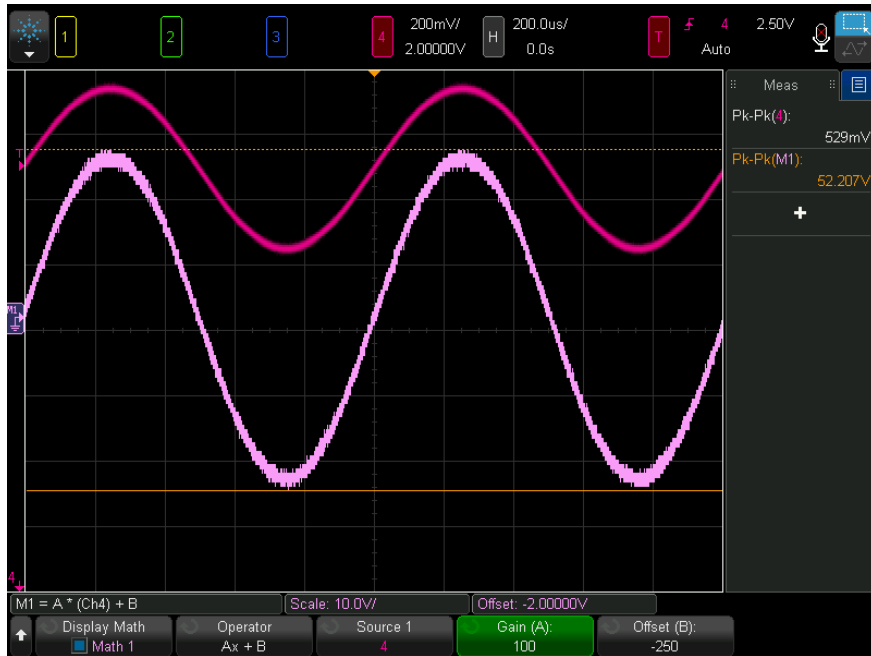 1 2 3 4 200mV/ 2.00000V H 200.0us/ 0.0s T 4 2.50V Auto
Meas
Pk-Pk(4):
529mV
Pk-Pk(M1):
52.207V
+
T
M1
4
M1 = A * (Ch4) + B Scale: 10.0V/ Offset: -2.00000V
Display Math Operator Source 1 Gain (A): Offset (B):
Math 1 Ax + B 4 100 -250